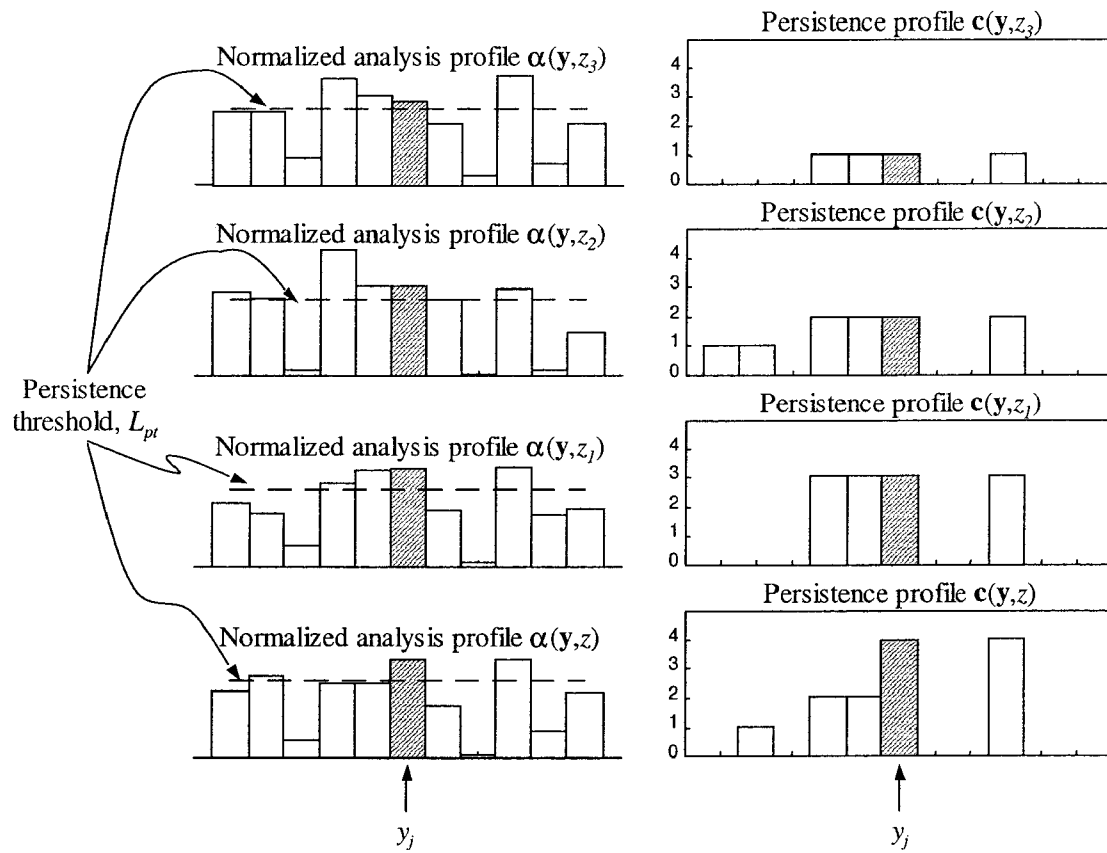 Persistence profile c(y,z3)
Normalized analysis profile α(y,z3)
4
3
2
1
0
Persistence profile c(y,z2)
Normalized analysis profile α(y,z2)
4
3
2
1
0
Persistence
threshold, Lpt
Persistence profile c(y,z1)
Normalized analysis profile α(y,z1)
4
3
2
1
0
Persistence profile c(y,z)
Normalized analysis profile α(y,z)
4
3
2
1
0
yj
yj